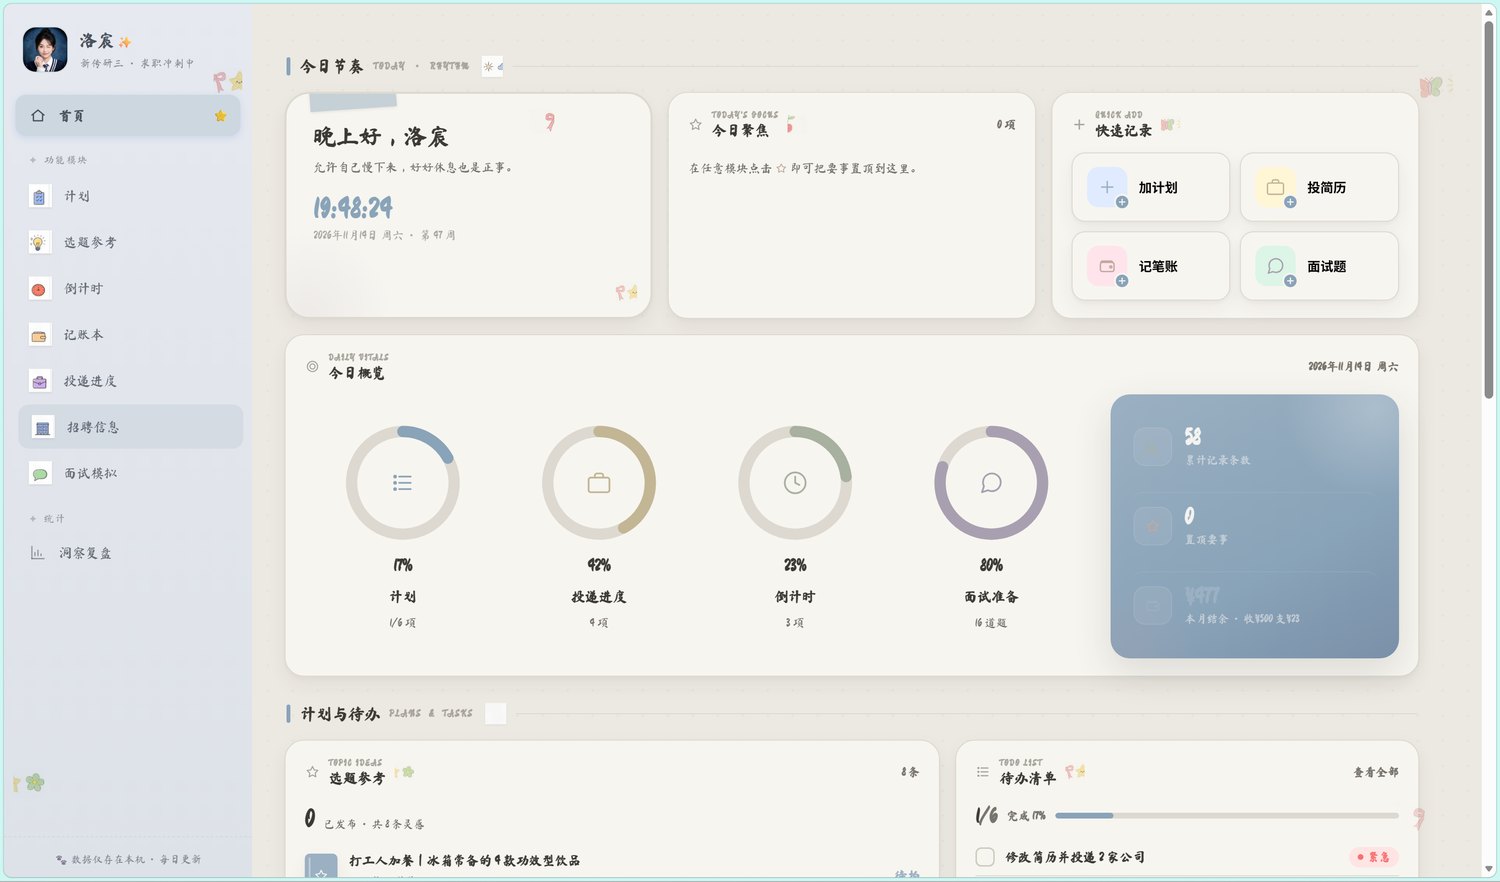 洛宸
新传研三 · 求职冲刺中
首頁
功能模块
计划
选题参考
倒计时
记账本
投递进度
招聘信息
面试模拟
统计
洞察复盘
数据仅存在本机 · 每日更新
今日节奏 TODAY · RHYTHM
晚上好，洛宸
允许自己慢下来，好好休息也是正事。
19:48:24
2026年11月14日 周六 · 第 47 周
TODAY'S FOCUS
今日聚焦
0 项
在任意模块点击 ☆ 即可把要事置顶到这里。
QUICK ADD
快速记录
加计划
投简历
记笔账
面试题
DAILY VITALS
今日概览
2026年11月14日 周六
17%
计划
1/6 项
42%
投递进度
4 项
23%
倒计时
3 项
80%
面试准备
16 道题
58
累计记录条数
0
置顶要事
¥477
本月结余 · 收¥500 支¥23
计划与待办 PLANS & TASKS
TOPIC IDEAS
选题参考
8 条
0 已发布 · 共 8 条灵感
打工人加餐 | 冰箱常备的 4 款功效型饮品
TODO LIST
待办清单
查看全部
1/6 完成 17%
修改简历并投递 2 家公司
紧急